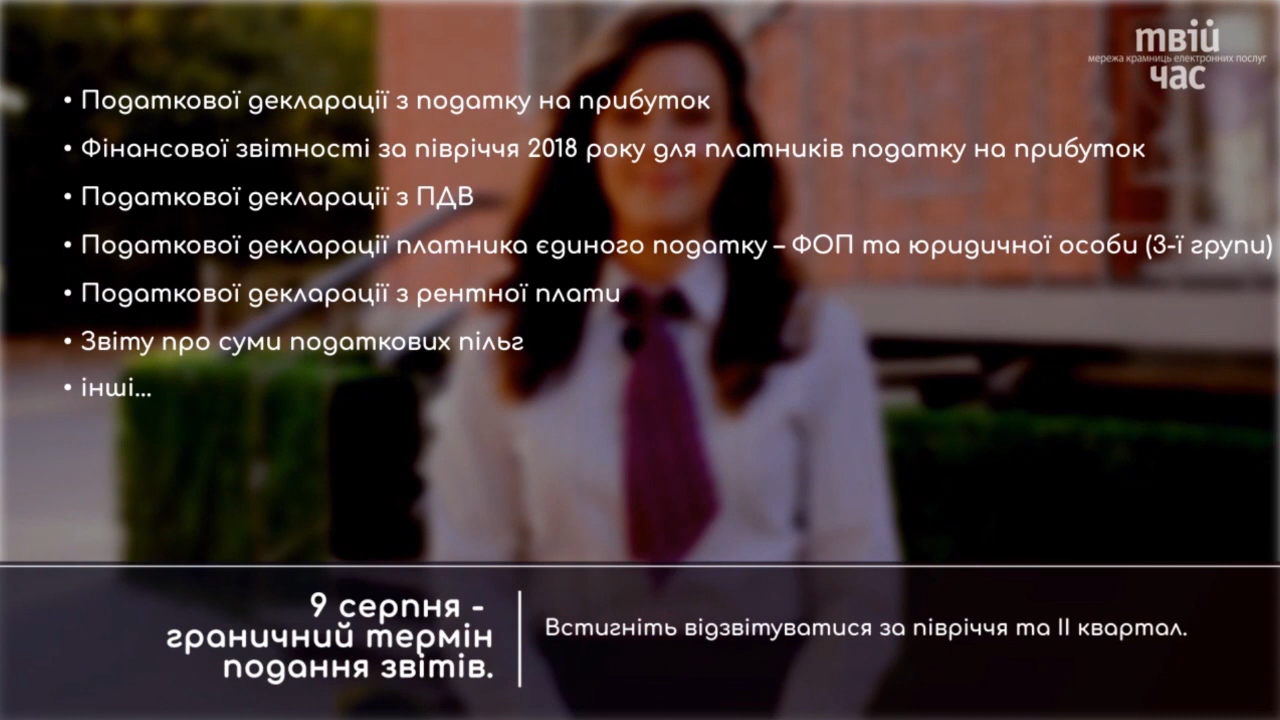 твій
мережа крамниць електронних послуг
час
• Податкової декларації з податку на прибуток
• Фінансової звітності за півріччя 2018 року для платників податку на прибуток
• Податкової декларації з ПДВ
• Податкової декларації платника єдиного податку – ФОП та юридичної особи (3-ї групи)
• Податкової декларації з рентної плати
• Звіту про суми податкових пільг
• інші...
9 серпня -
граничний термін
подання звітів.
Встигніть відзвітуватися за півріччя та ІІ квартал.